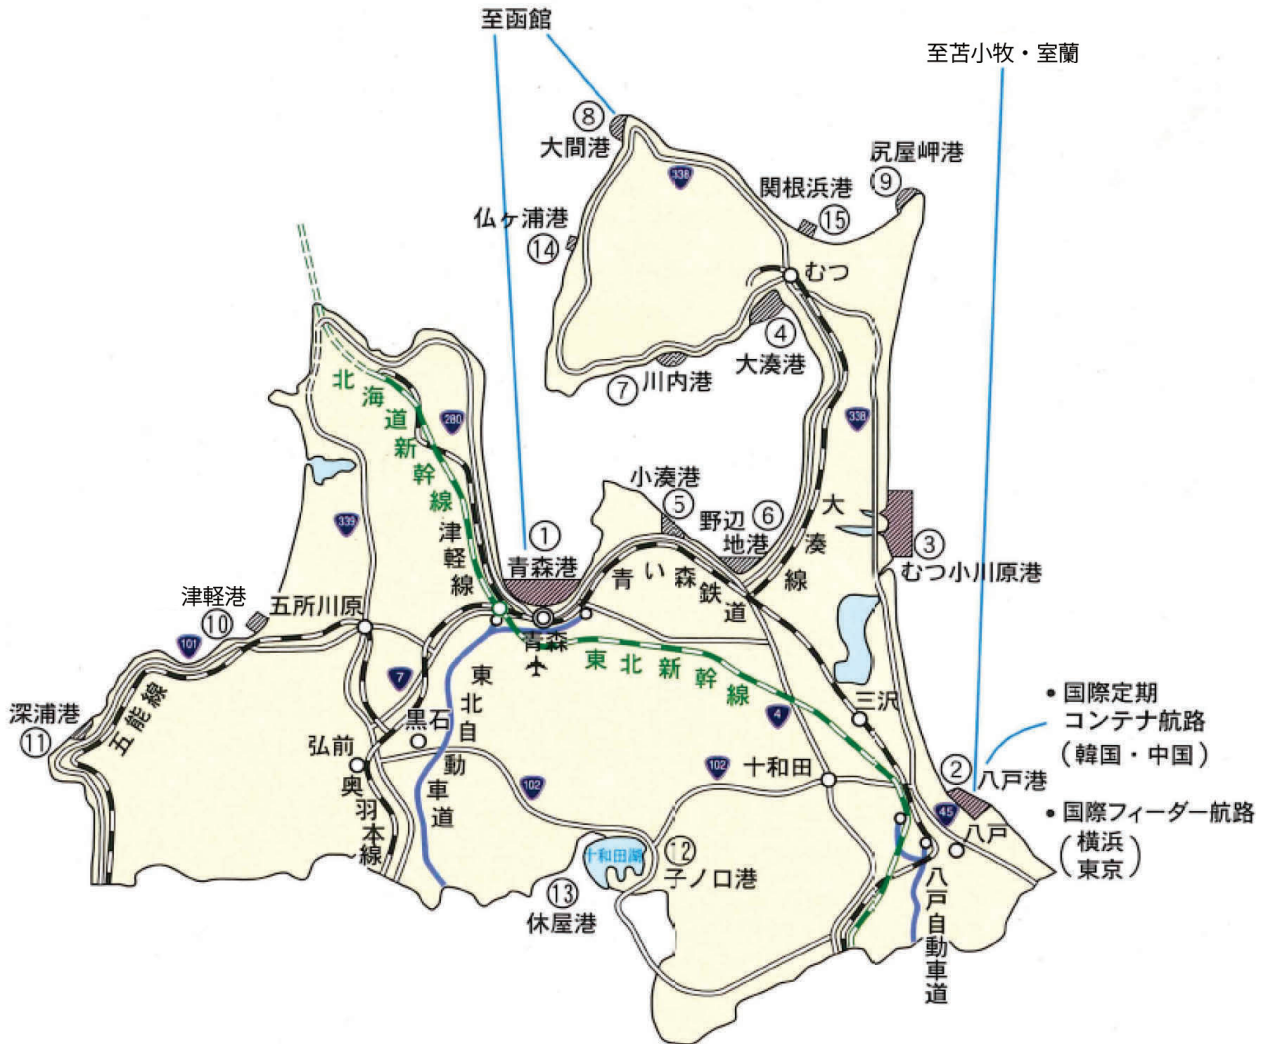 至函館
至苫小牧・室蘭
⑧
大間港
338
尻屋岬港
⑨
関根浜港
⑮
仏ヶ浦港
⑭
むつ
④
大湊港
⑦
川内港
北海道新幹線
280
338
小湊港
⑤
野辺地港
⑥
大湊線
339
津軽線
①
青森港
青い森鉄道
③
むつ小川原港
津軽港
⑩
五所川原
101
青森
東北新幹線
7
東北自動車道
三沢
4
深浦港
⑪
五能線
黒石
弘前
奥羽本線
102
102
十和田
②
八戸港
45
八戸
• 国際定期
コンテナ航路
(韓国・中国)
• 国際フィーダー航路
(横浜
東京)
十和田湖
⑫
子ノ口港
⑬
休屋港
八戸自動車道